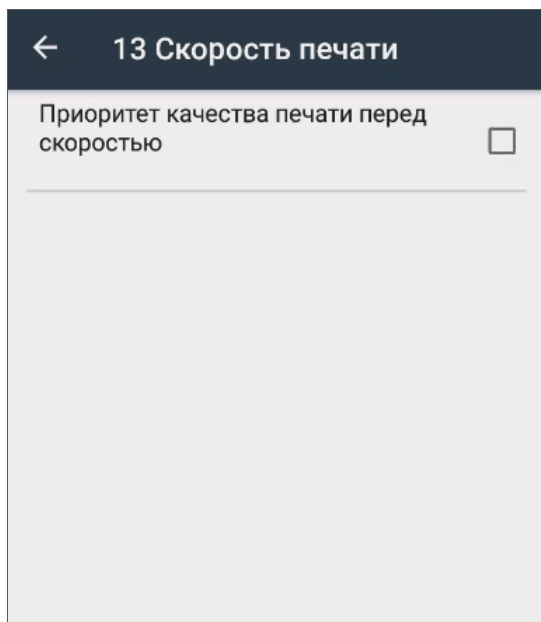 13 Скорость печати
Приоритет качества печати перед
скоростью